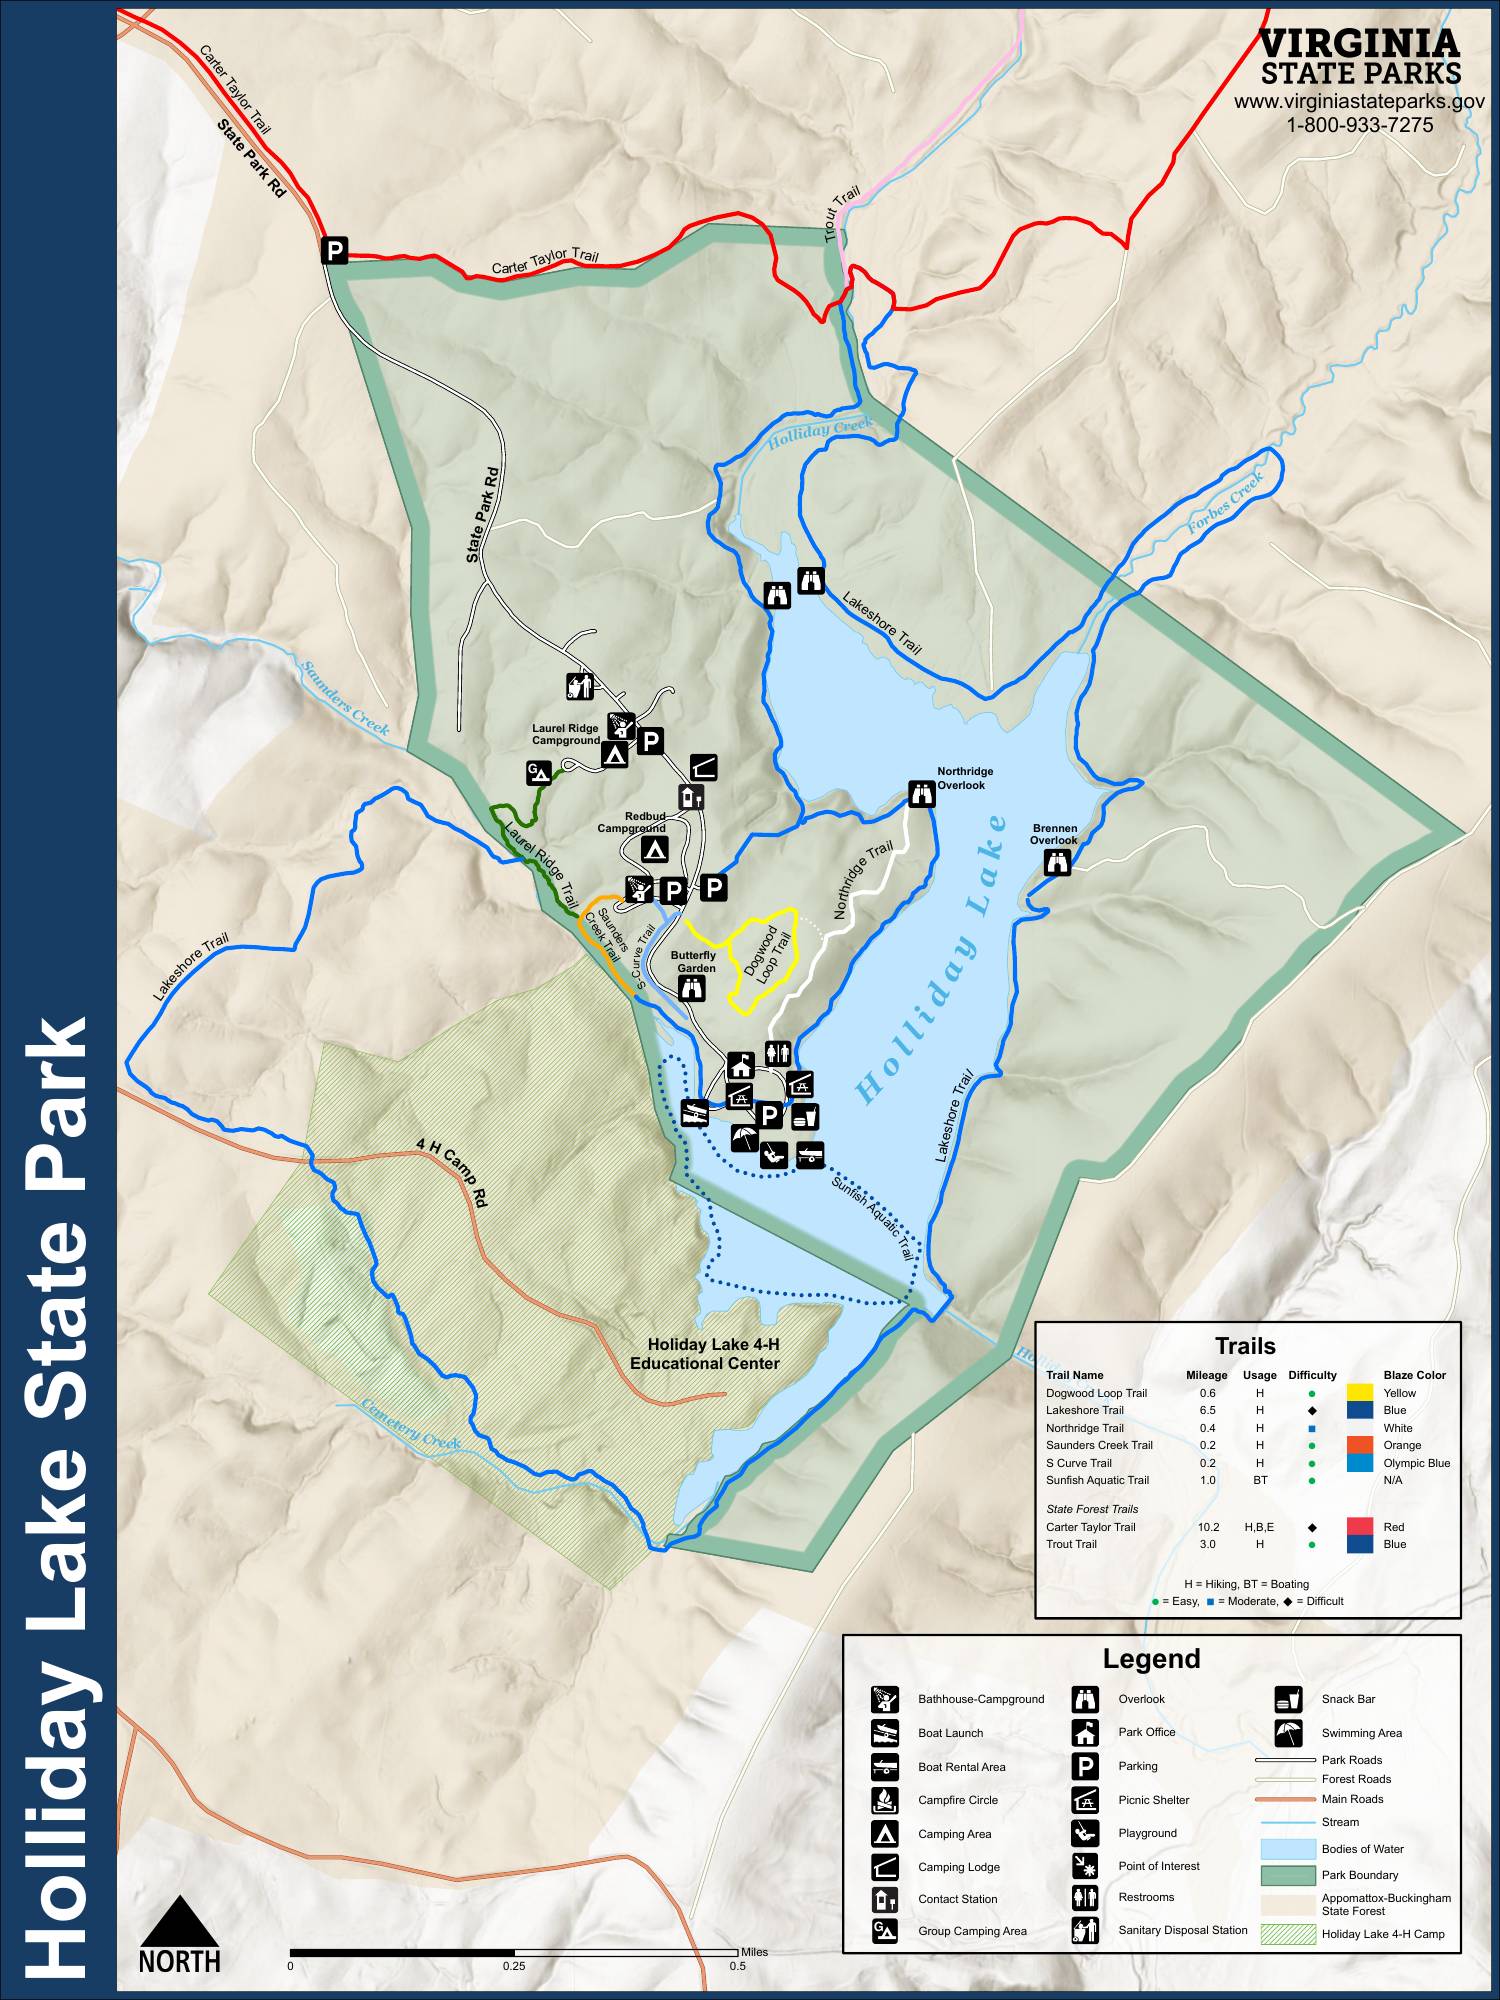 Holliday Lake State Park
VIRGINIA
STATE PARKS
www.virginiastateparks.gov
1-800-933-7275
Carter Taylor Trail
State Park Rd
P
Carter Taylor Trail
Trout Trail
Holliday Creek
State Park Rd
Forbes Creek
Lakeshore Trail
Saunders Creek
Laurel Ridge
Campground
P
G
Northridge
Overlook
Redbud
Campground
Brennen
Overlook
Laurel Ridge Trail
P
P
Northridge Trail
Saunders
Creek Trail
S-Curve Trail
Dogwood
Loop Trail
Butterfly
Garden
Lakeshore Trail
Holliday Lake
P
Lakeshore Trail
4 H Camp Rd
Sunfish Aquatic Trail
Holiday Lake 4-H
Educational Center
Cemetery Creek
Trails
Trail Name Mileage Usage Difficulty Blaze Color
Dogwood Loop Trail 0.6 H ● Yellow
Lakeshore Trail 6.5 H ◆ Blue
Northridge Trail 0.4 H ■ White
Saunders Creek Trail 0.2 H ● Orange
S Curve Trail 0.2 H ● Olympic Blue
Sunfish Aquatic Trail 1.0 BT ● N/A
State Forest Trails
Carter Taylor Trail 10.2 H,B,E ◆ Red
Trout Trail 3.0 H ● Blue
H = Hiking, BT = Boating
● = Easy, ■ = Moderate, ◆ = Difficult
Legend
Bathhouse-Campground
Boat Launch
Boat Rental Area
Campfire Circle
Camping Area
Camping Lodge
Contact Station
G Group Camping Area
Overlook
Park Office
P Parking
Picnic Shelter
Playground
Point of Interest
Restrooms
Sanitary Disposal Station
Snack Bar
Swimming Area
Park Roads
Forest Roads
Main Roads
Stream
Bodies of Water
Park Boundary
Appomattox-Buckingham
State Forest
Holiday Lake 4-H Camp
NORTH
Miles
0 0.25 0.5